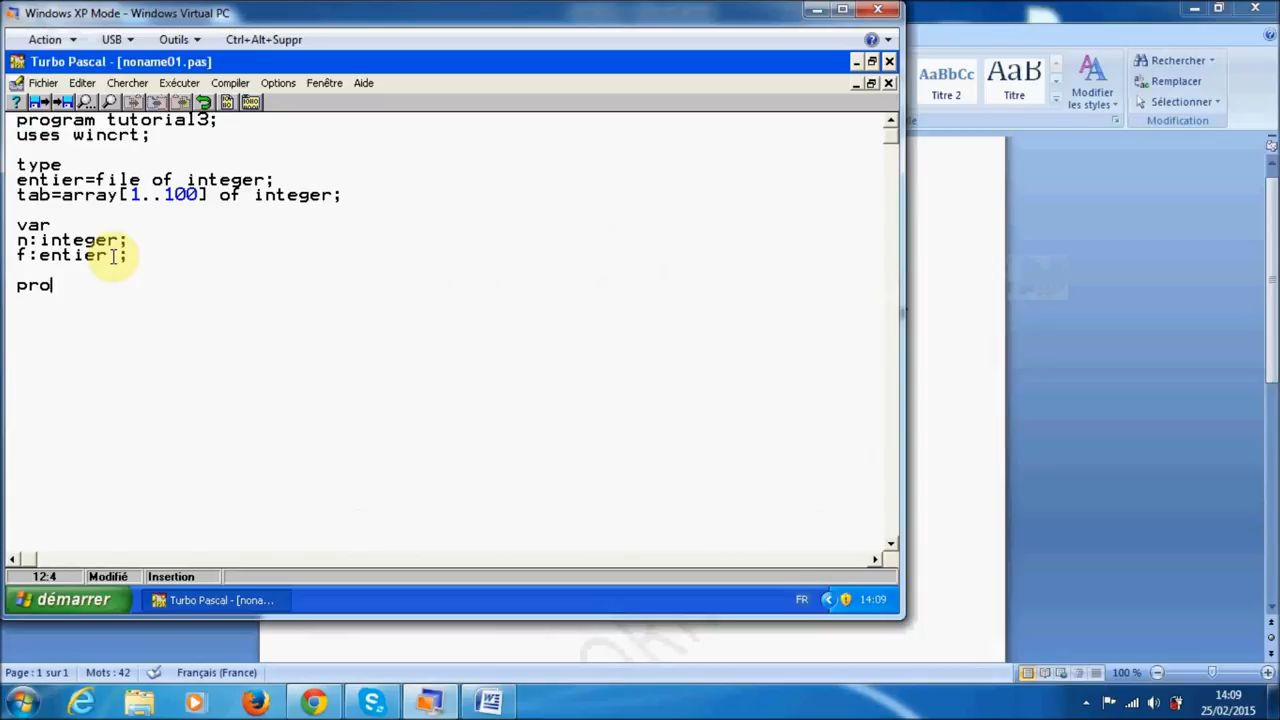 Windows XP Mode - Windows Virtual PC
Action USB Outils Ctrl+Alt+Suppr
Turbo Pascal - [noname01.pas]
Fichier Editer Chercher Exécuter Compiler Options Fenêtre Aide
program tutorial3;
uses wincrt;
type
entier=file of integer;
tab=array[1..100] of integer;
var
n:integer;
f:entier ;
pro
12:4 Modifié Insertion
démarrer Turbo Pascal - [nona... FR 14:09
AaBbCc AaB
Titre 2 Titre
Modifier les styles
Rechercher
Remplacer
Sélectionner
Modification
Page : 1 sur 1 Mots : 42 Français (France) 100 %
14:09
25/02/2015